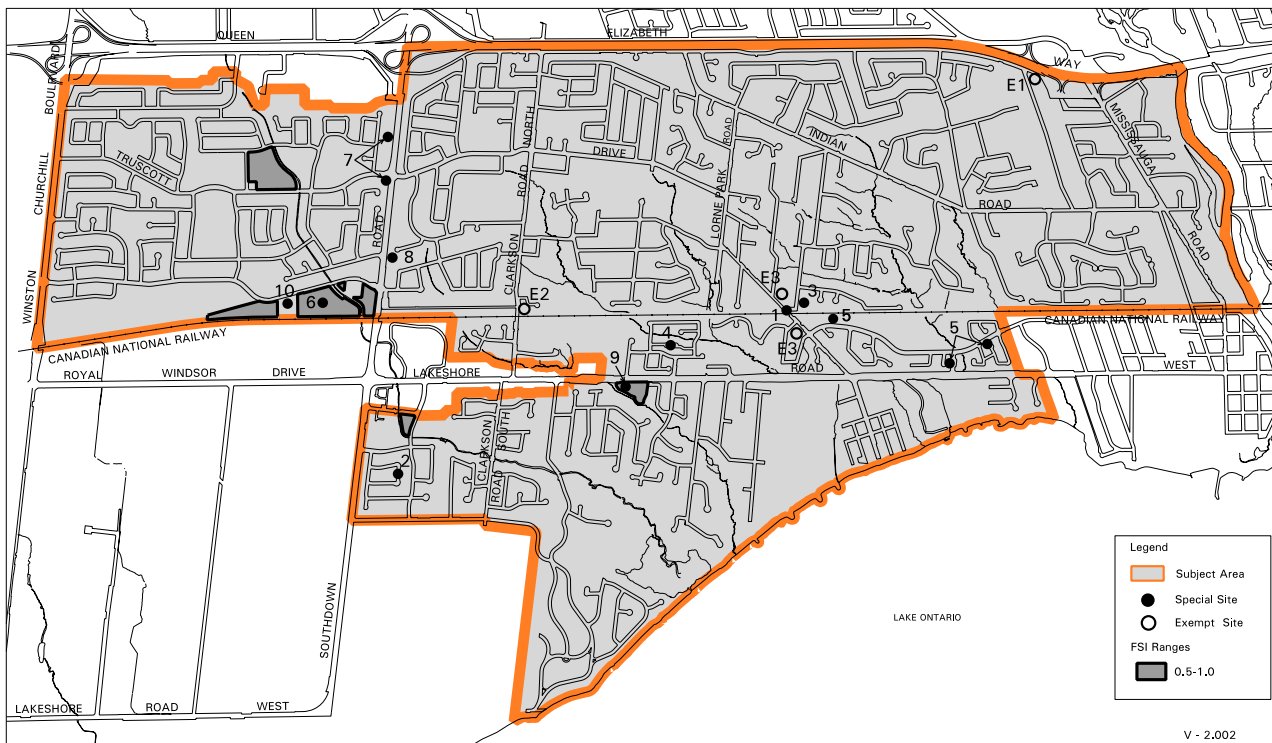 QUEEN
ELIZABETH
WAY
BOULEVARD
E1
MISSISSAUGA
NORTH
ROAD
INDIAN
7
TRUSCOTT
DRIVE
CHURCHILL
ROAD
LORNE PARK
ROAD
ROAD
ROAD
8
CLARKSON
E3
3
10
6
E2
1
5
WINSTON
CANADIAN NATIONAL RAILWAY
CANADIAN NATIONAL RAILWAY
4
E3
5
9
ROAD
ROYAL
WINDSOR
DRIVE
LAKESHORE
WEST
2
CLARKSON
ROAD SOUTH
SOUTHDOWN
LAKE ONTARIO
LAKESHORE
ROAD
WEST
Legend
Subject Area
Special Site
Exempt Site
FSI Ranges
0.5-1.0
V - 2.002